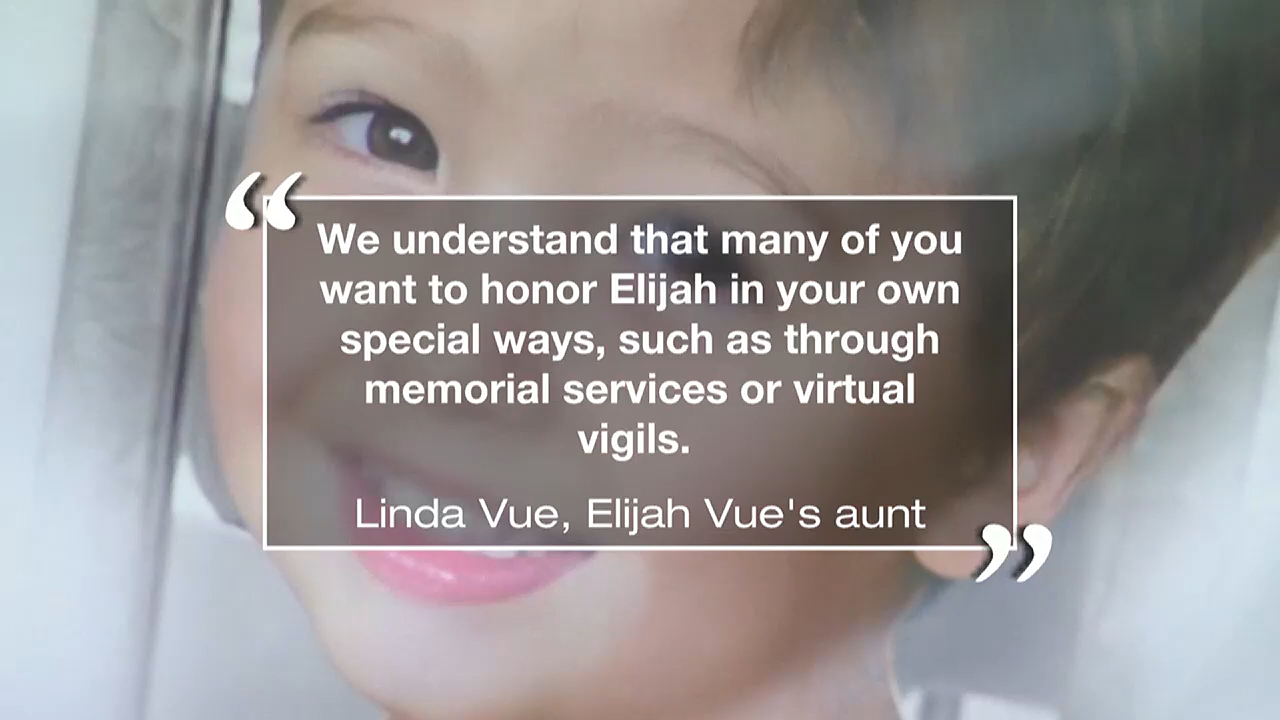 “
We understand that many of you
want to honor Elijah in your own
special ways, such as through
memorial services or virtual
vigils.
Linda Vue, Elijah Vue's aunt
”